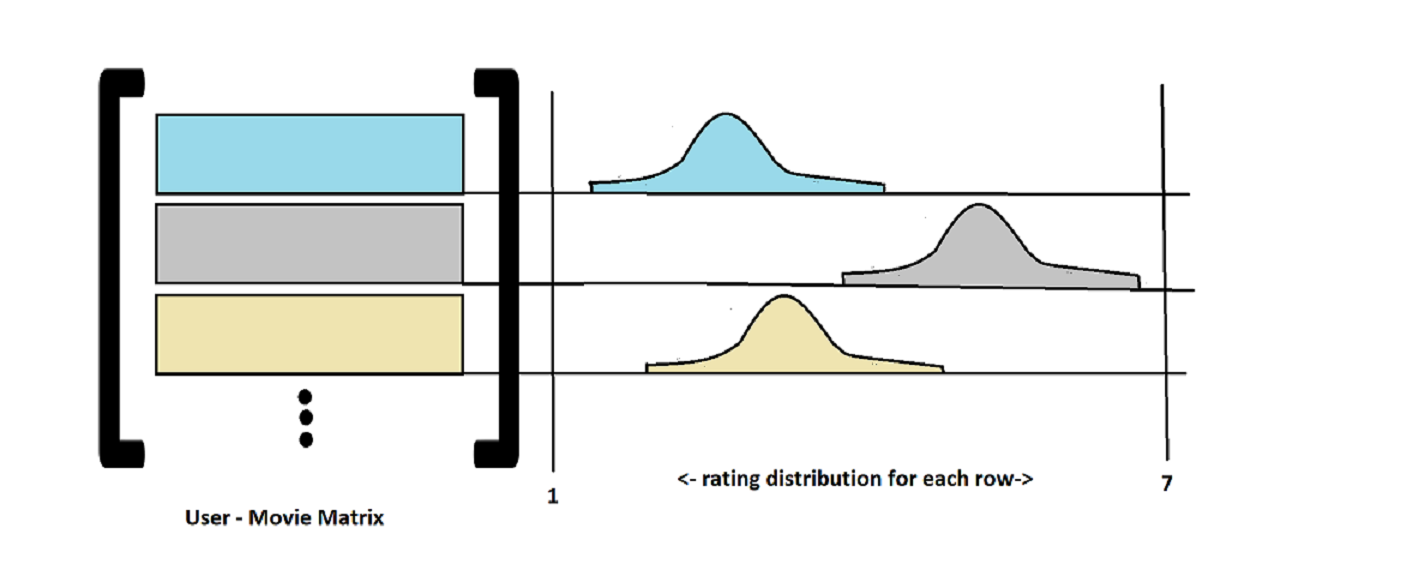 <- rating distribution for each row->
1
7
User - Movie Matrix